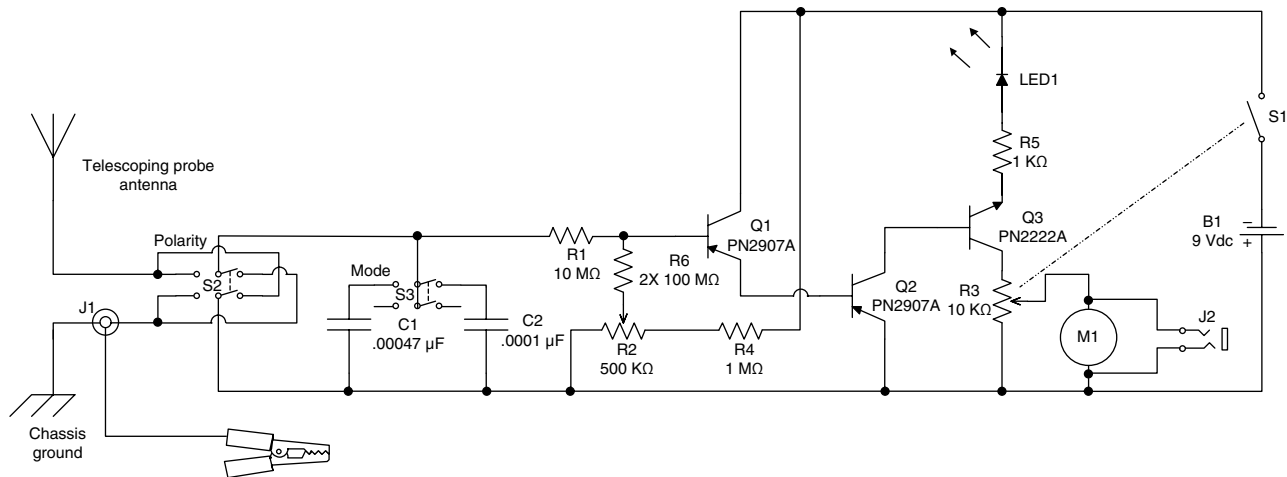 LED1
S1
R5
1 KΩ
Telescoping probe
antenna
Q1
PN2907A
Q3
PN2222A
B1
9 Vdc
−
+
Polarity
S2
R1
10 MΩ
R6
2X 100 MΩ
Mode
S3
Q2
PN2907A
R3
10 KΩ
J1
C1
.00047 µF
C2
.0001 µF
R2
500 KΩ
R4
1 MΩ
M1
J2
Chassis
ground